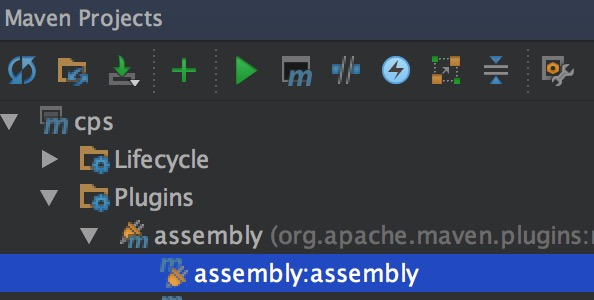 Maven Projects
cps
Lifecycle
Plugins
assembly (org.apache.maven.plugins:
assembly:assembly